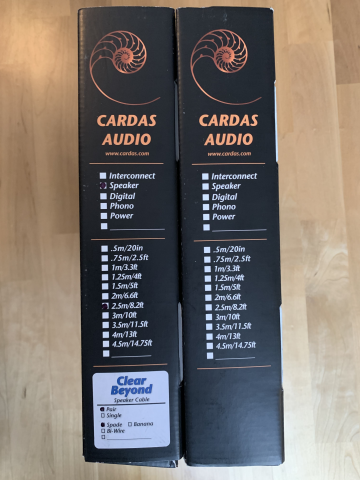 CARDAS
AUDIO
www.cardas.com
Interconnect
Speaker
Digital
Phono
Power
.5m/20in
.75m/2.5ft
1m/3.3ft
1.25m/4ft
1.5m/5ft
2m/6.6ft
2.5m/8.2ft
3m/10ft
3.5m/11.5ft
4m/13ft
4.5m/14.75ft
Clear
Beyond
Speaker Cable
Pair
Single
Spade Banana
Bi-Wire
CARDAS
AUDIO
www.cardas.com
Interconnect
Speaker
Digital
Phono
Power
.5m/20in
.75m/2.5ft
1m/3.3ft
1.25m/4ft
1.5m/5ft
2m/6.6ft
2.5m/8.2ft
3m/10ft
3.5m/11.5ft
4m/13ft
4.5m/14.75ft